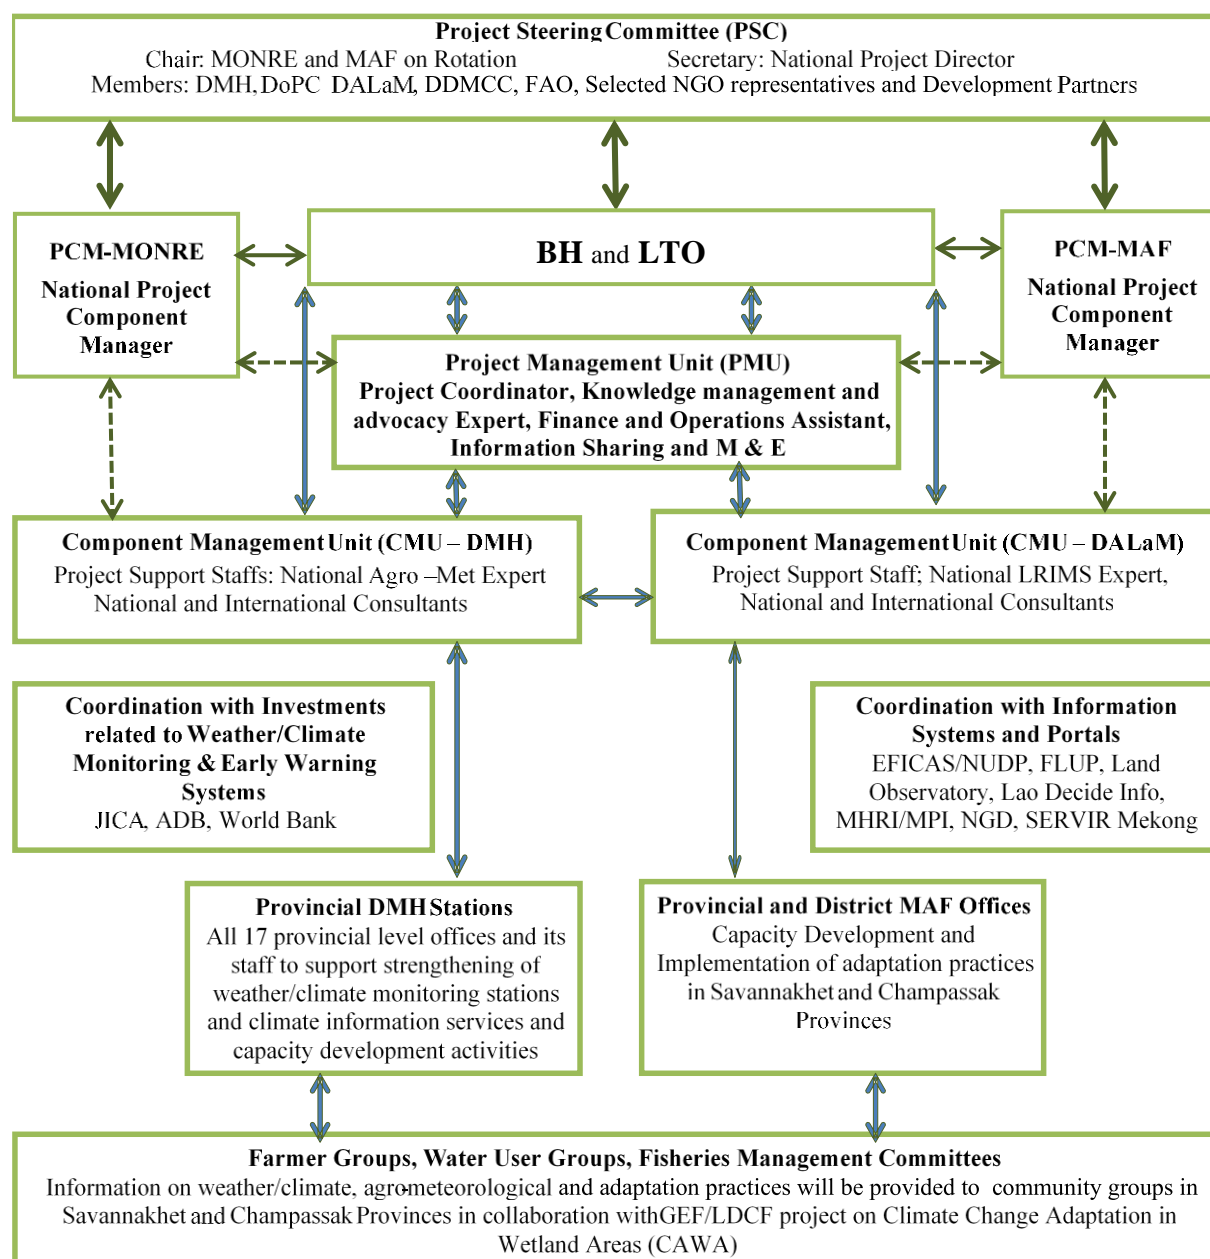 Project Steering Committee (PSC)
Chair: MONRE and MAF on Rotation Secretary: National Project Director
Members: DMH, DoPC DALaM, DDMCC, FAO, Selected NGO representatives and Development Partners
PCM-MONRE
National Project
Component
Manager
BH and LTO
PCM-MAF
National Project
Component
Manager
Project Management Unit (PMU)
Project Coordinator, Knowledge management and
advocacy Expert, Finance and Operations Assistant,
Information Sharing and M & E
Component Management Unit (CMU – DMH)
Project Support Staffs: National Agro –Met Expert
National and International Consultants
Component Management Unit (CMU – DALaM)
Project Support Staff; National LRIMS Expert,
National and International Consultants
Coordination with Investments
related to Weather/Climate
Monitoring & Early Warning
Systems
JICA, ADB, World Bank
Coordination with Information
Systems and Portals
EFICAS/NUDP, FLUP, Land
Observatory, Lao Decide Info,
MHRI/MPI, NGD, SERVIR Mekong
Provincial DMH Stations
All 17 provincial level offices and its
staff to support strengthening of
weather/climate monitoring stations
and climate information services and
capacity development activities
Provincial and District MAF Offices
Capacity Development and
Implementation of adaptation practices
in Savannakhet and Champassak
Provinces
Farmer Groups, Water User Groups, Fisheries Management Committees
Information on weather/climate, agro-meteorological and adaptation practices will be provided to community groups in
Savannakhet and Champassak Provinces in collaboration withGEF/LDCF project on Climate Change Adaptation in
Wetland Areas (CAWA)